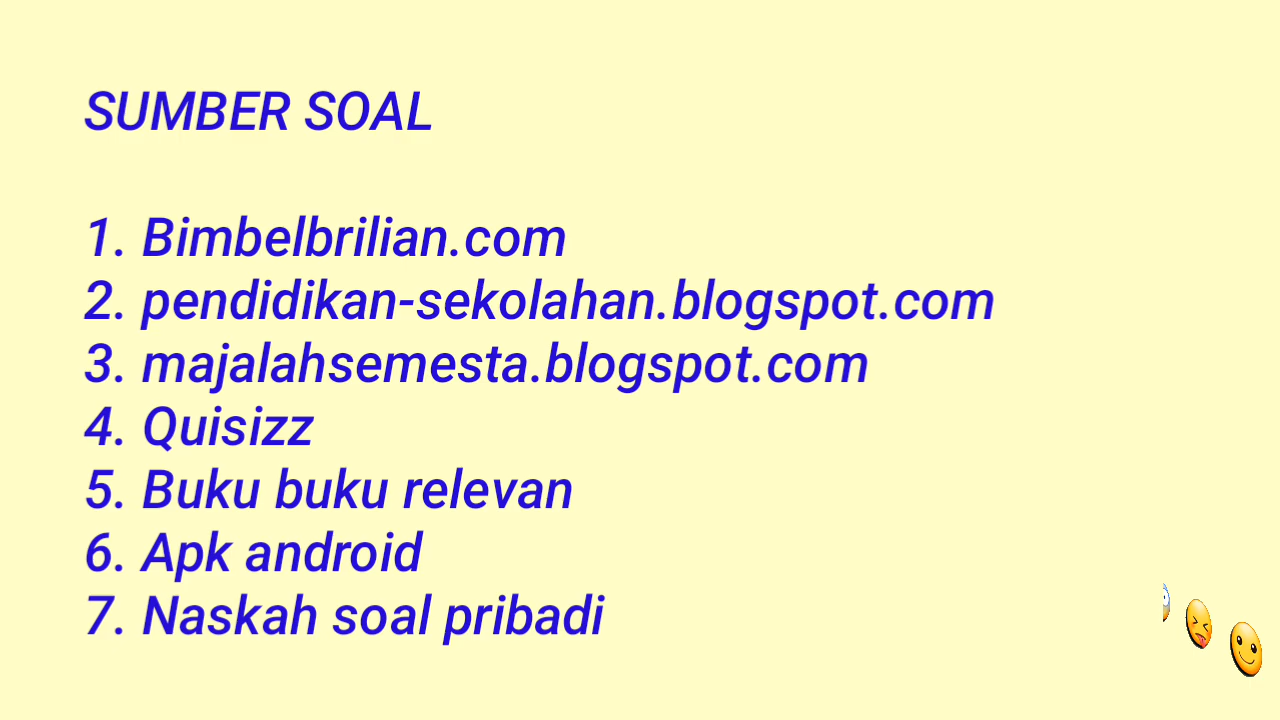 SUMBER SOAL
1. Bimbelbrilian.com
2. pendidikan-sekolahan.blogspot.com
3. majalahsemesta.blogspot.com
4. Quisizz
5. Buku buku relevan
6. Apk android
7. Naskah soal pribadi